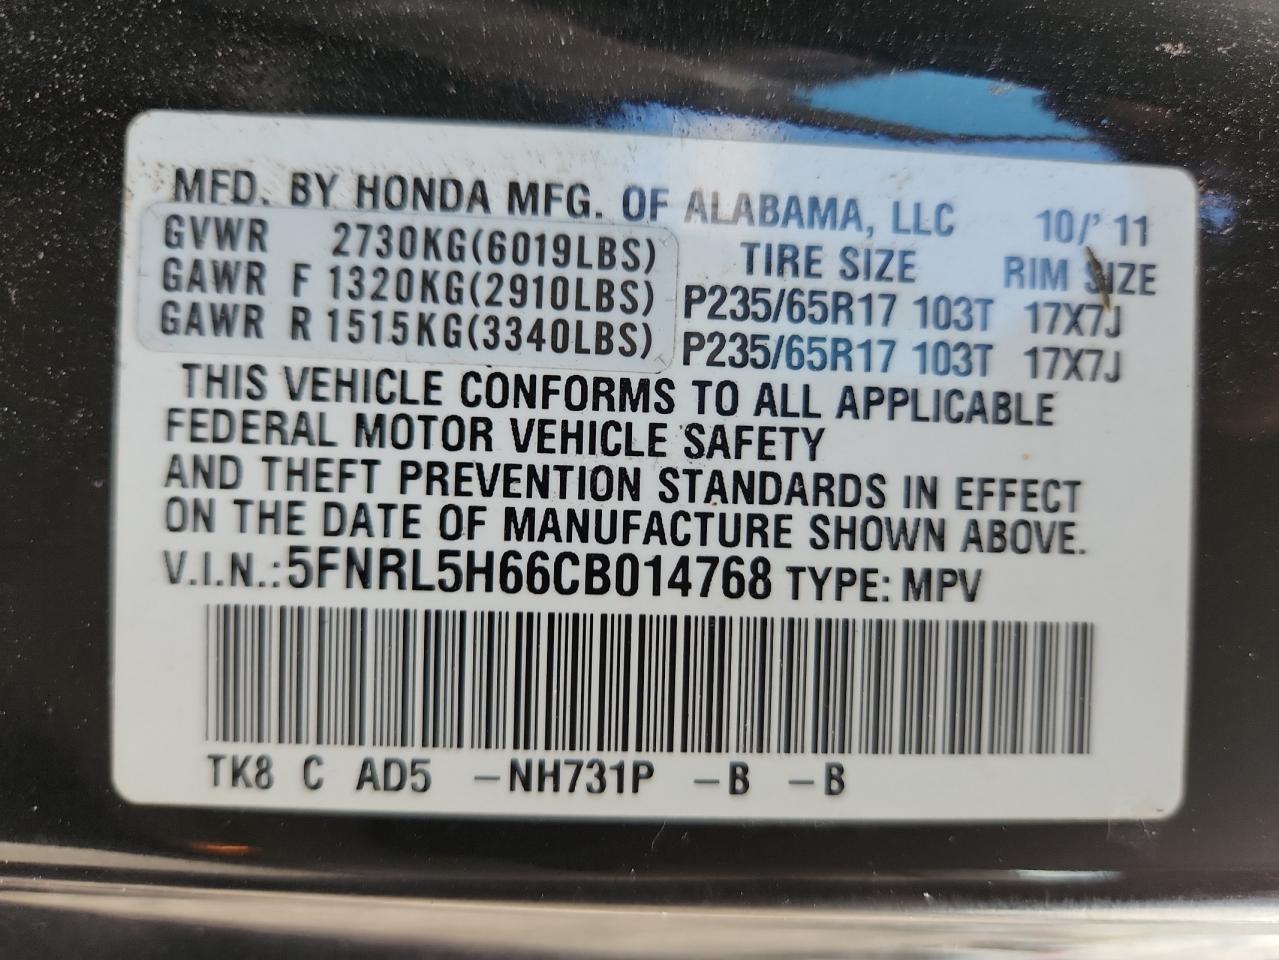 MFD. BY HONDA MFG. OF ALABAMA, LLC 10/'11
GVWR 2730KG(6019LBS) TIRE SIZE RIM SIZE
GAWR F 1320KG(2910LBS) P235/65R17 103T 17X7J
GAWR R 1515KG(3340LBS) P235/65R17 103T 17X7J
THIS VEHICLE CONFORMS TO ALL APPLICABLE
FEDERAL MOTOR VEHICLE SAFETY
AND THEFT PREVENTION STANDARDS IN EFFECT
ON THE DATE OF MANUFACTURE SHOWN ABOVE.
V.I.N.:5FNRL5H66CB014768 TYPE: MPV
TK8 C AD5 –NH731P –B –B